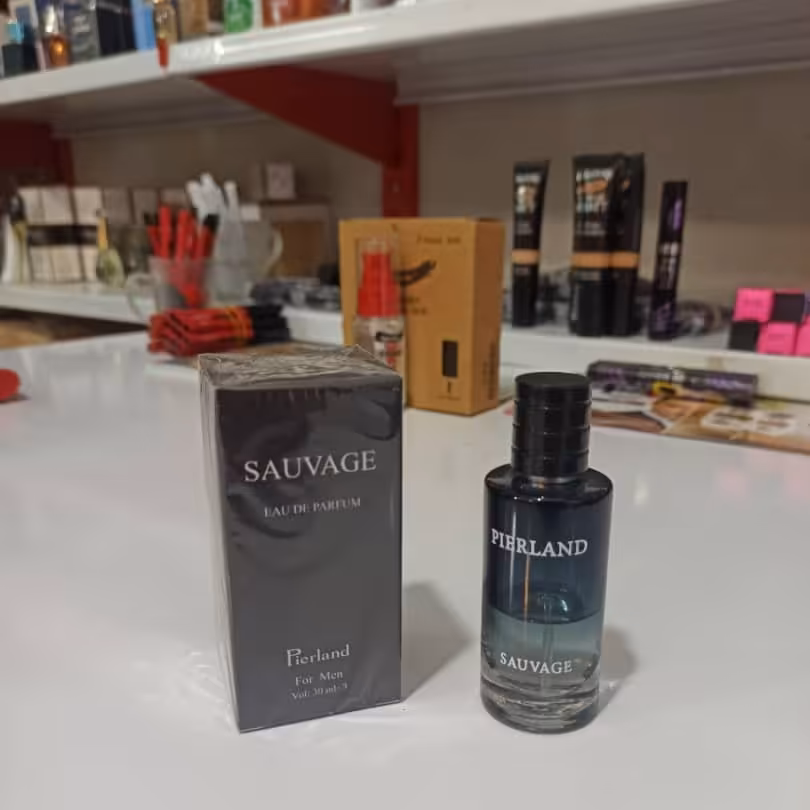 SAUVAGE
EAU DE PARFUM
Pierland
For Men
PIERLAND
SAUVAGE